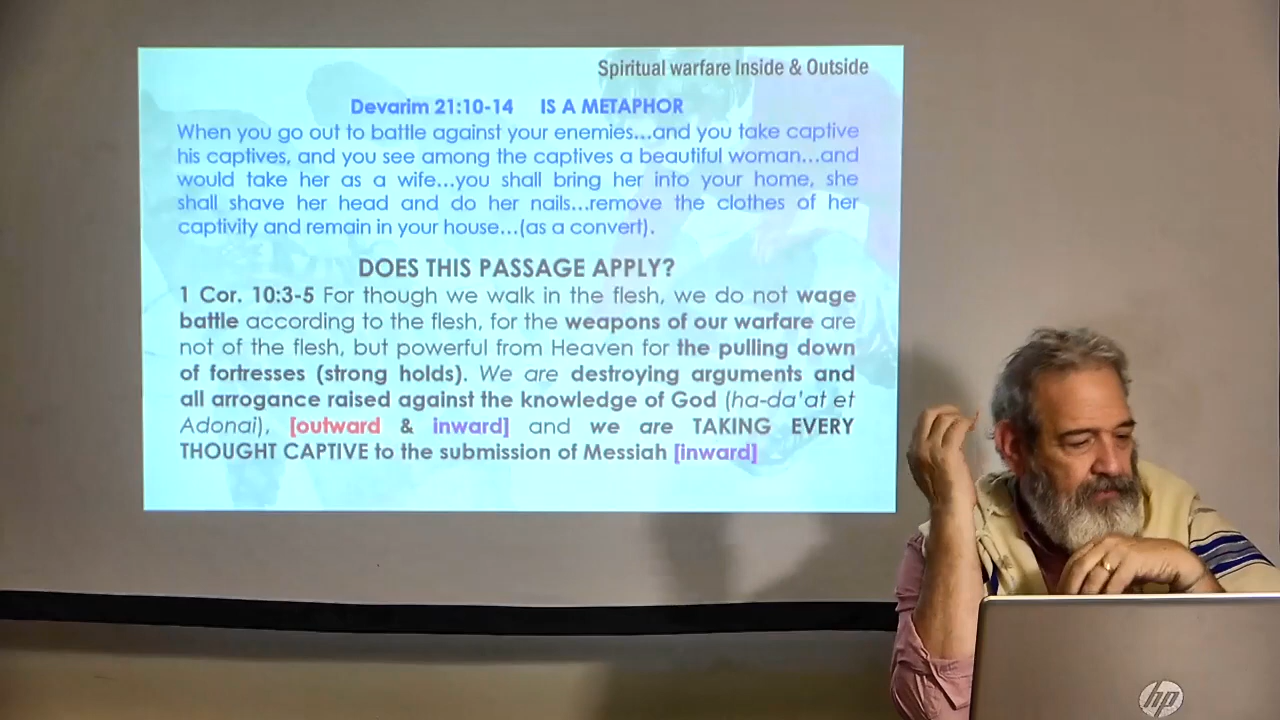 Spiritual warfare Inside & Outside
Devarim 21:10-14 IS A METAPHOR
When you go out to battle against your enemies...and you take captive
his captives, and you see among the captives a beautiful woman...and
would take her as a wife...you shall bring her into your home, she
shall shave her head and do her nails...remove the clothes of her
captivity and remain in your house...(as a convert).
DOES THIS PASSAGE APPLY?
1 Cor. 10:3-5 For though we walk in the flesh, we do not wage
battle according to the flesh, for the weapons of our warfare are
not of the flesh, but powerful from Heaven for the pulling down
of fortresses (strong holds). We are destroying arguments and
all arrogance raised against the knowledge of God (ha-da'at et
Adonai), [outward & inward] and we are TAKING EVERY
THOUGHT CAPTIVE to the submission of Messiah [inward]
hp